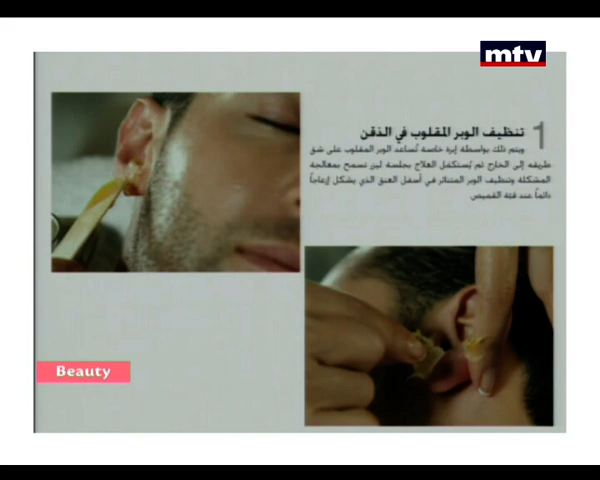 mtv
1 تنظيف الوبر المقلوب في الذقن
ويتم ذلك بواسطة إبرة خاصة تُساعد الوبر المقلوب على شق
طريقه إلى الخارج ثم يُستكمل العلاج بجلسة ليزر تسمح بمعالجة
المشكلة وتنظيف الوبر المتناثر في أسفل العنق الذي يشكل إزعاجاً
دائماً عند قبّة القميص
Beauty